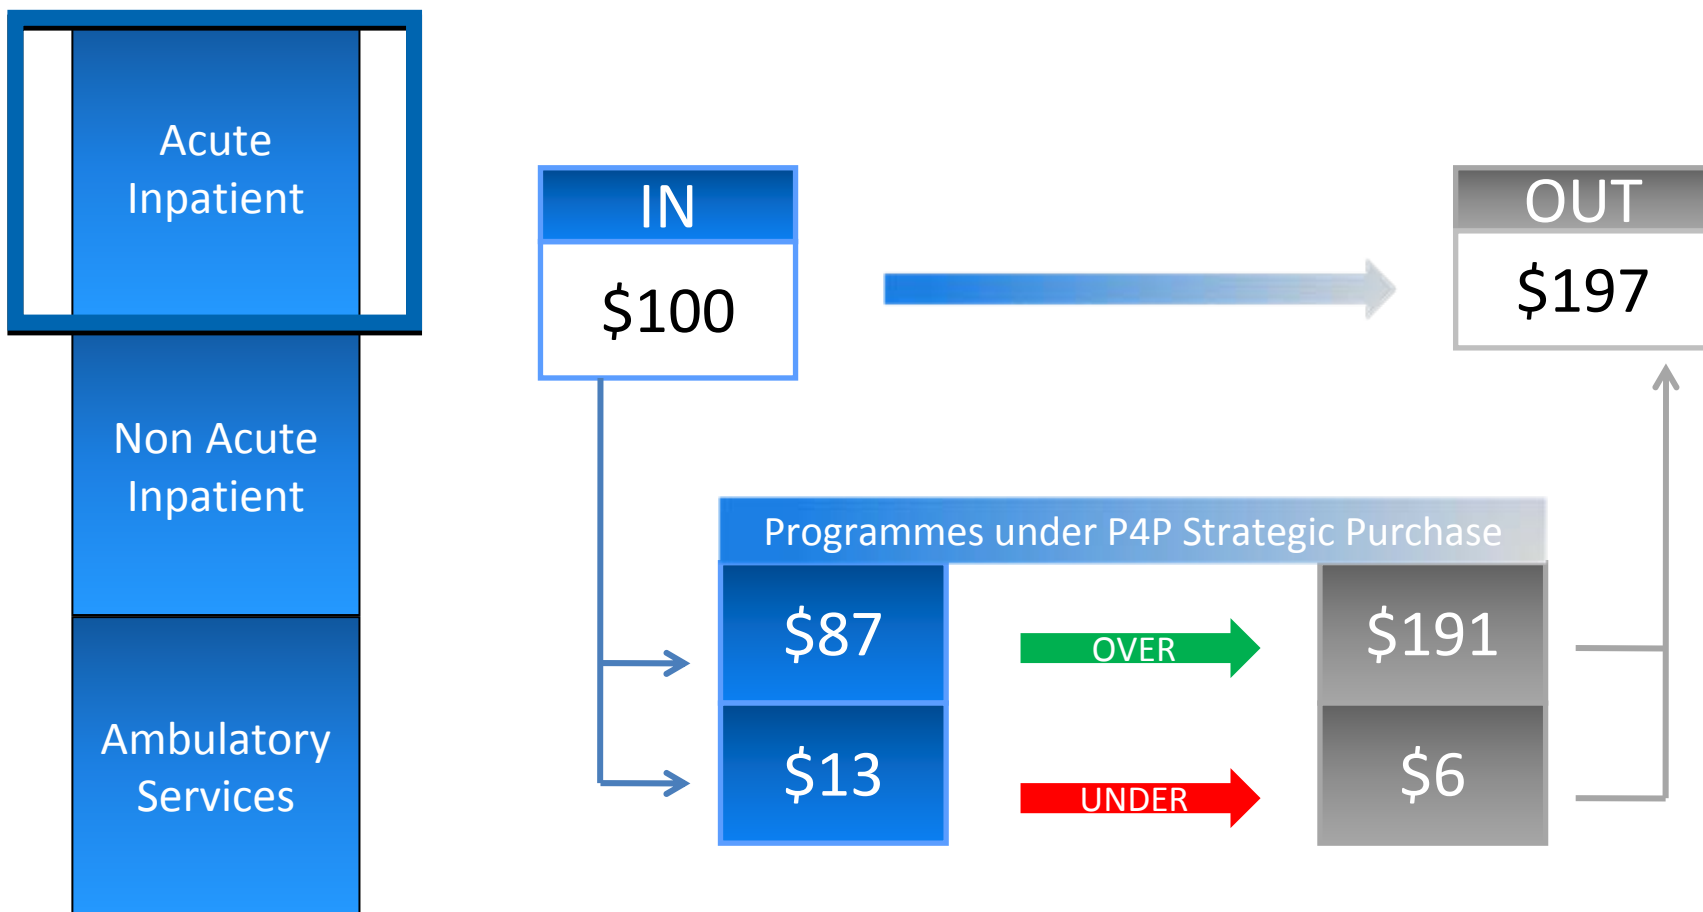 Acute
Inpatient
Non Acute
Inpatient
Ambulatory
Services
IN
$100
OUT
$197
Programmes under P4P Strategic Purchase
$87
OVER
$191
$13
UNDER
$6